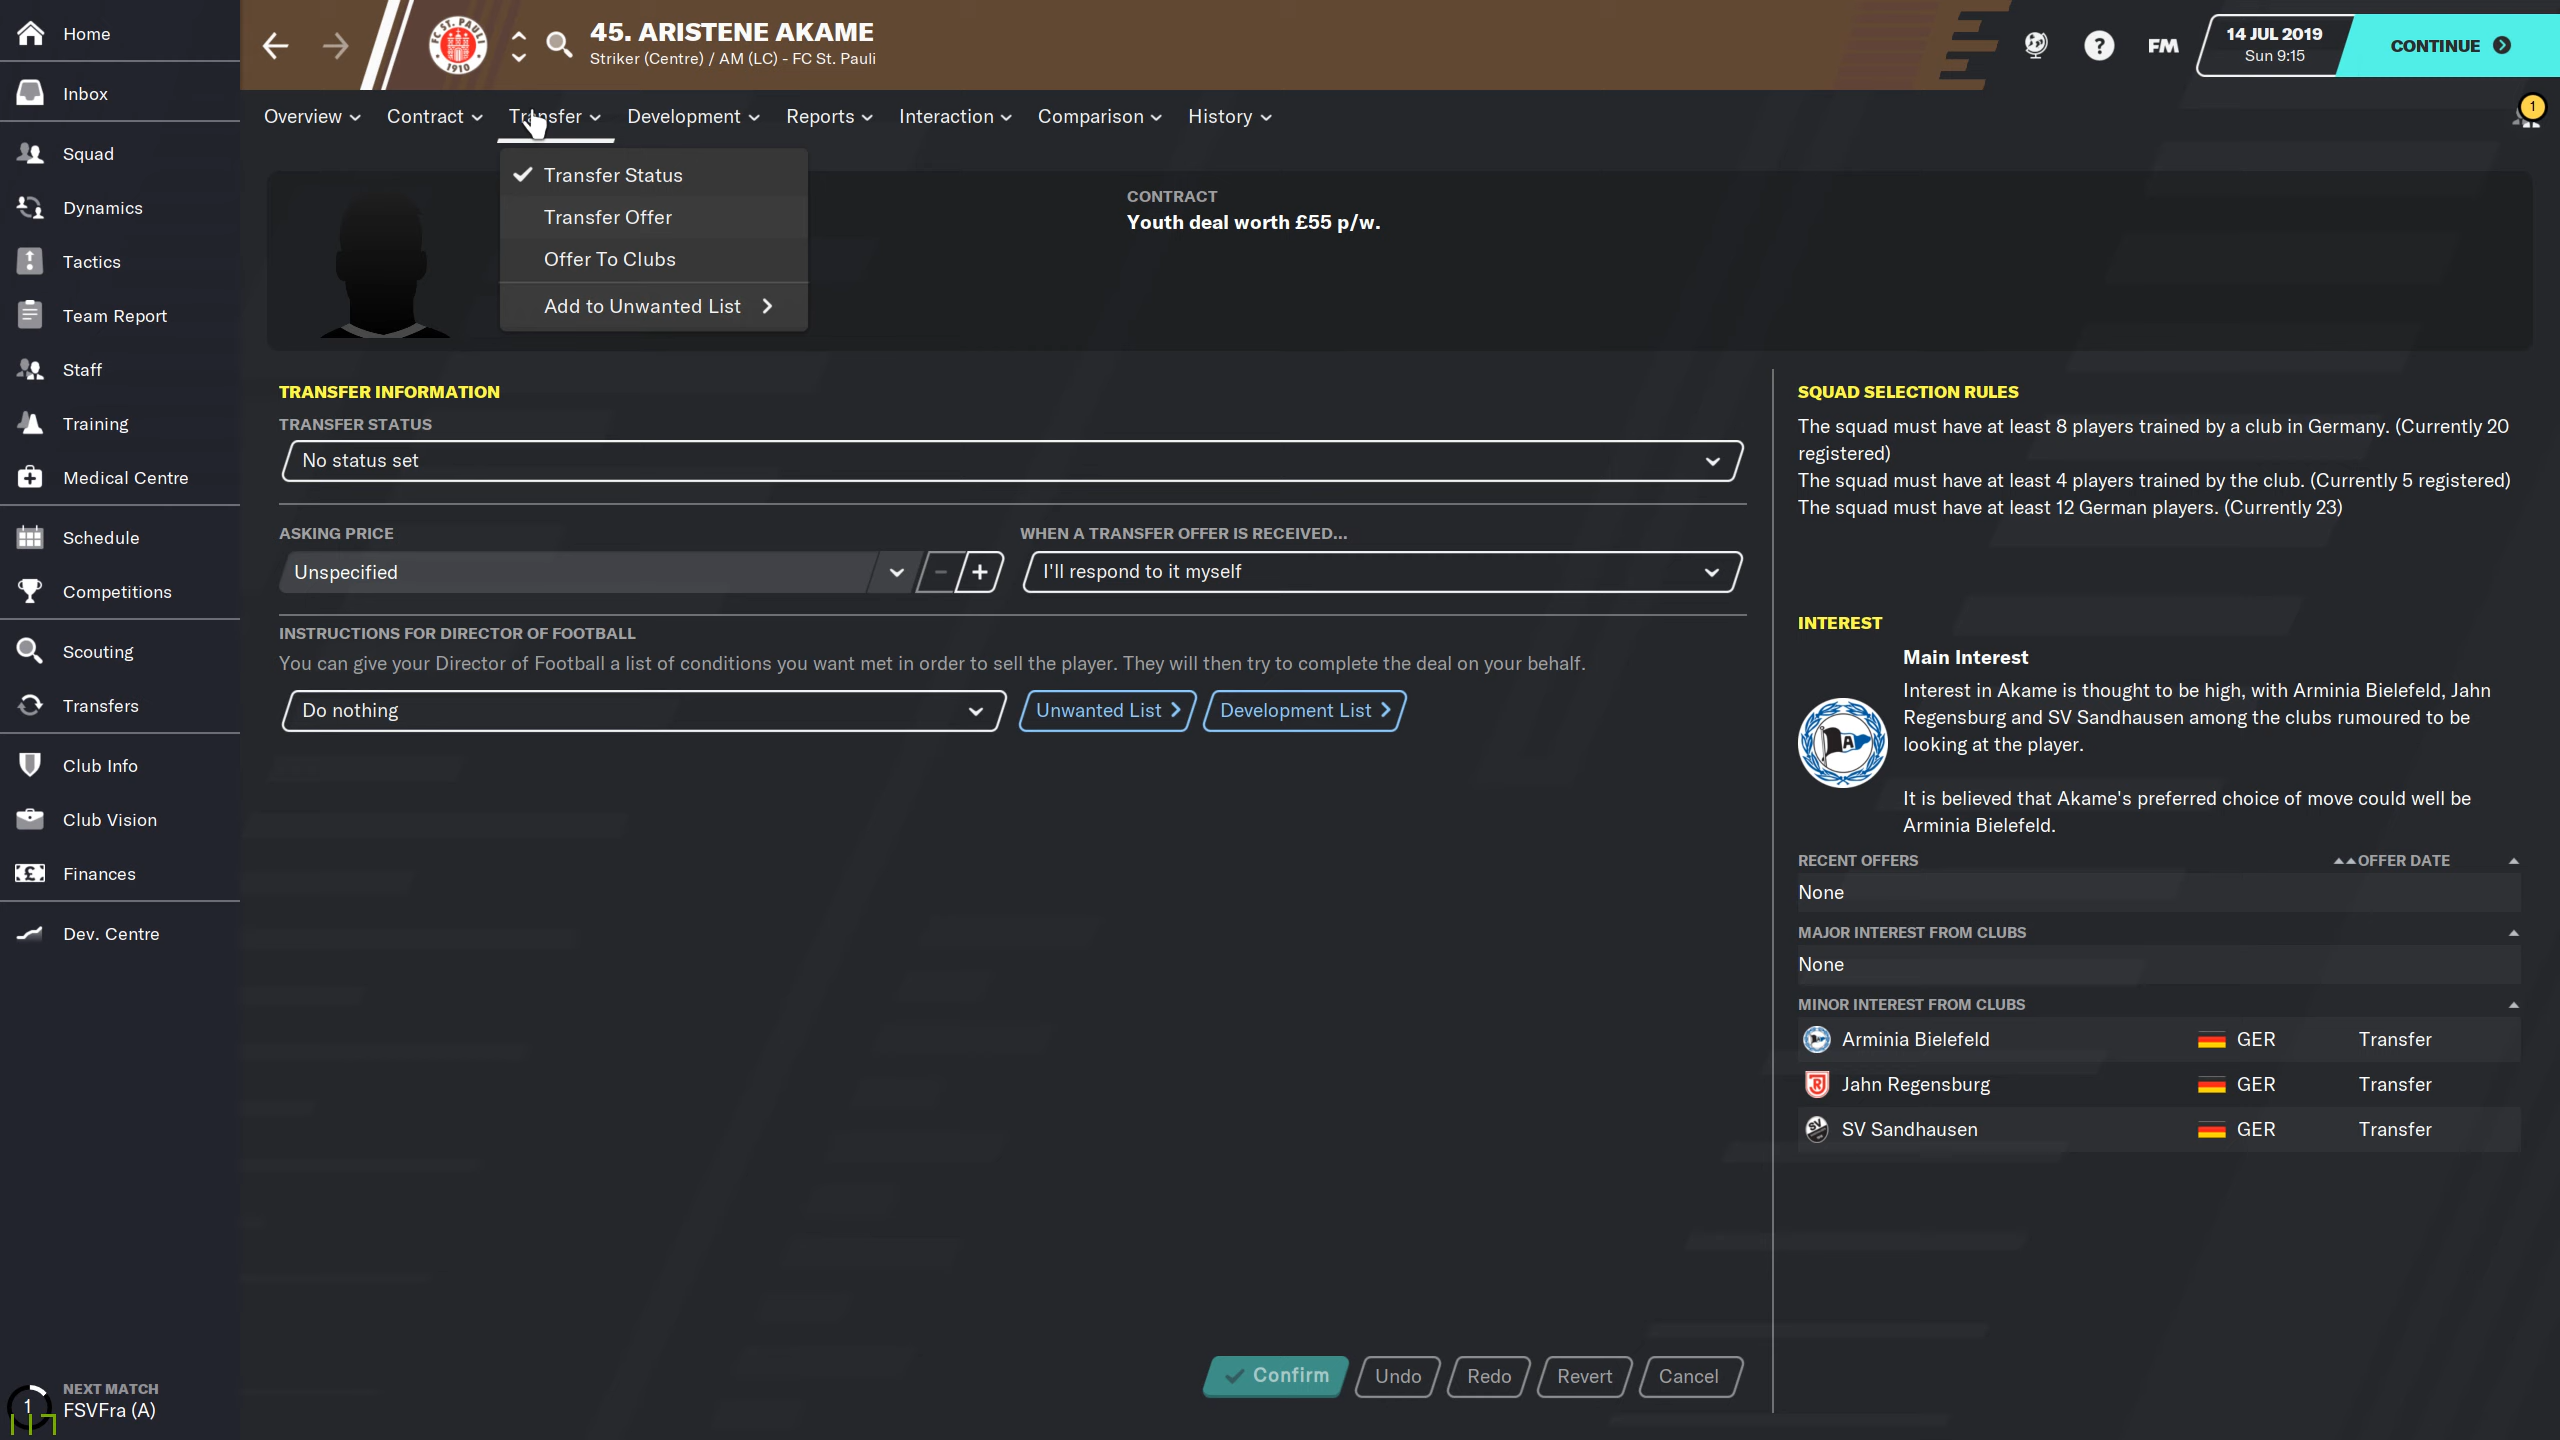 Home
Inbox
Squad
Dynamics
Tactics
Team Report
Staff
Training
Medical Centre
Schedule
Competitions
Scouting
Transfers
Club Info
Club Vision
Finances
Dev. Centre
NEXT MATCH
1
FSVFra (A)
FC ST. PAULI
1910
45. ARISTENE AKAME
Striker (Centre) / AM (LC) - FC St. Pauli
?
FM
14 JUL 2019
Sun 9:15
CONTINUE
Overview
Contract
Transfer
Development
Reports
Interaction
Comparison
History
1
Transfer Status
Transfer Offer
Offer To Clubs
Add to Unwanted List
CONTRACT
Youth deal worth £55 p/w.
TRANSFER INFORMATION
TRANSFER STATUS
No status set
ASKING PRICE
Unspecified
- +
WHEN A TRANSFER OFFER IS RECEIVED...
I'll respond to it myself
INSTRUCTIONS FOR DIRECTOR OF FOOTBALL
You can give your Director of Football a list of conditions you want met in order to sell the player. They will then try to complete the deal on your behalf.
Do nothing
Unwanted List
Development List
Confirm
Undo
Redo
Revert
Cancel
SQUAD SELECTION RULES
The squad must have at least 8 players trained by a club in Germany. (Currently 20
registered)
The squad must have at least 4 players trained by the club. (Currently 5 registered)
The squad must have at least 12 German players. (Currently 23)
INTEREST
Main Interest
Interest in Akame is thought to be high, with Arminia Bielefeld, Jahn
Regensburg and SV Sandhausen among the clubs rumoured to be
looking at the player.
It is believed that Akame's preferred choice of move could well be
Arminia Bielefeld.
A
RECENT OFFERS
OFFER DATE
None
MAJOR INTEREST FROM CLUBS
None
MINOR INTEREST FROM CLUBS
Arminia Bielefeld GER Transfer
Jahn Regensburg GER Transfer
SV Sandhausen GER Transfer